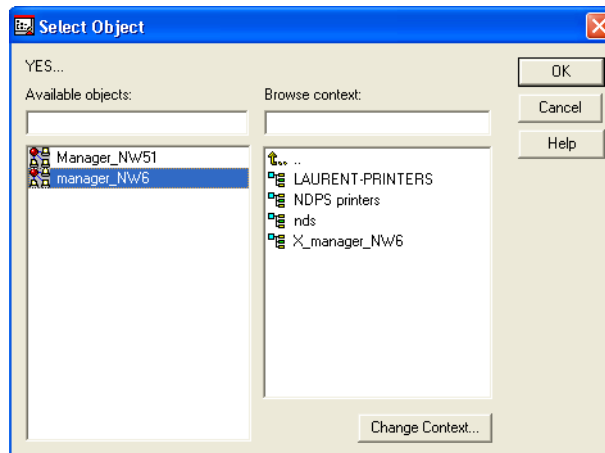 Select Object
YES...
Available objects:
Browse context:
OK
Cancel
Help
Manager_NW51
manager_NW6
..
LAURENT-PRINTERS
NDPS printers
nds
X_manager_NW6
Change Context...